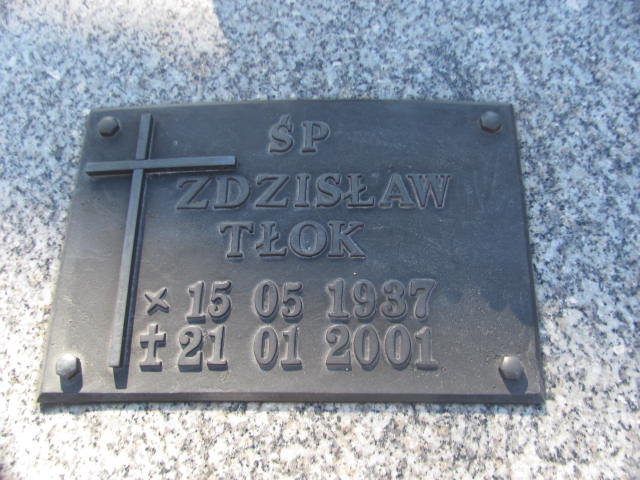 ŚP
ZDZISŁAW
TŁOK
× 15 05 1937
† 21 01 2001